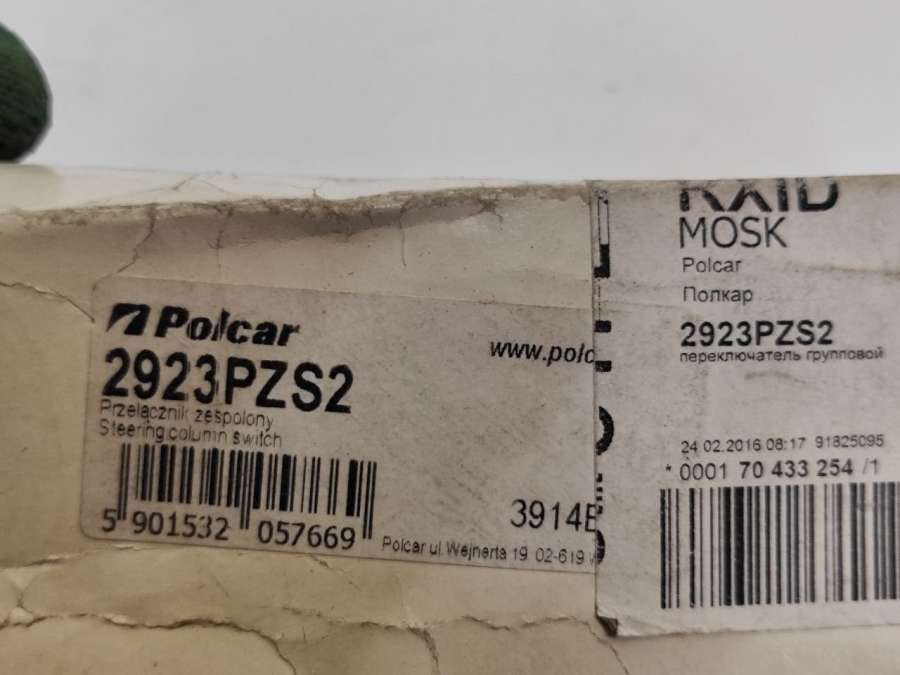 Polcar
www.polc
2923PZS2
Przełącznik zespolony
Steering column switch
5 901532 057669
3914E
Polcar ul. Wejnerta 19 02-619
RAID
MOSK
Polcar
Полкар
2923PZS2
переключатель групповой
24 02.2016 08:17 91825095
* 0001 70 433 254 /1